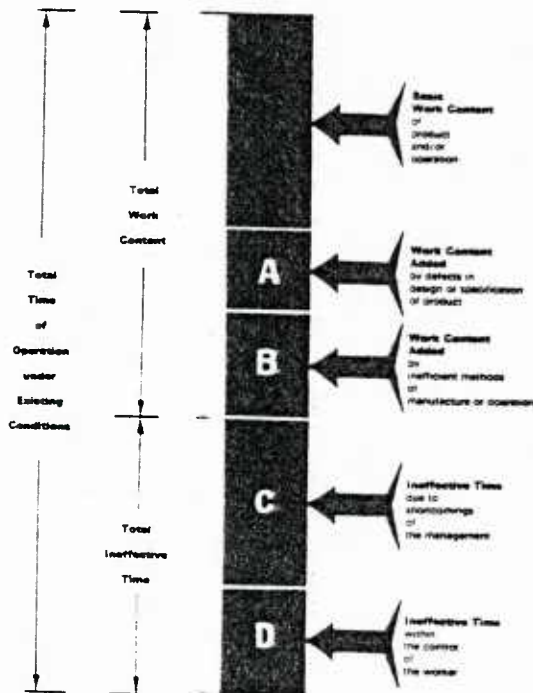 Total
Time
of
Operation
under
Existing
Conditions
Total
Work
Content
Total
Ineffective
Time
Basic
Work Content
of
product
and/or
operation
A
Work Content
Added
by defects in
design or specification
of product
B
Work Content
Added
by
inefficient methods
of
manufacture or operation
C
Ineffective Time
due to
shortcomings
of
the management
D
Ineffective Time
within
the control
of
the worker